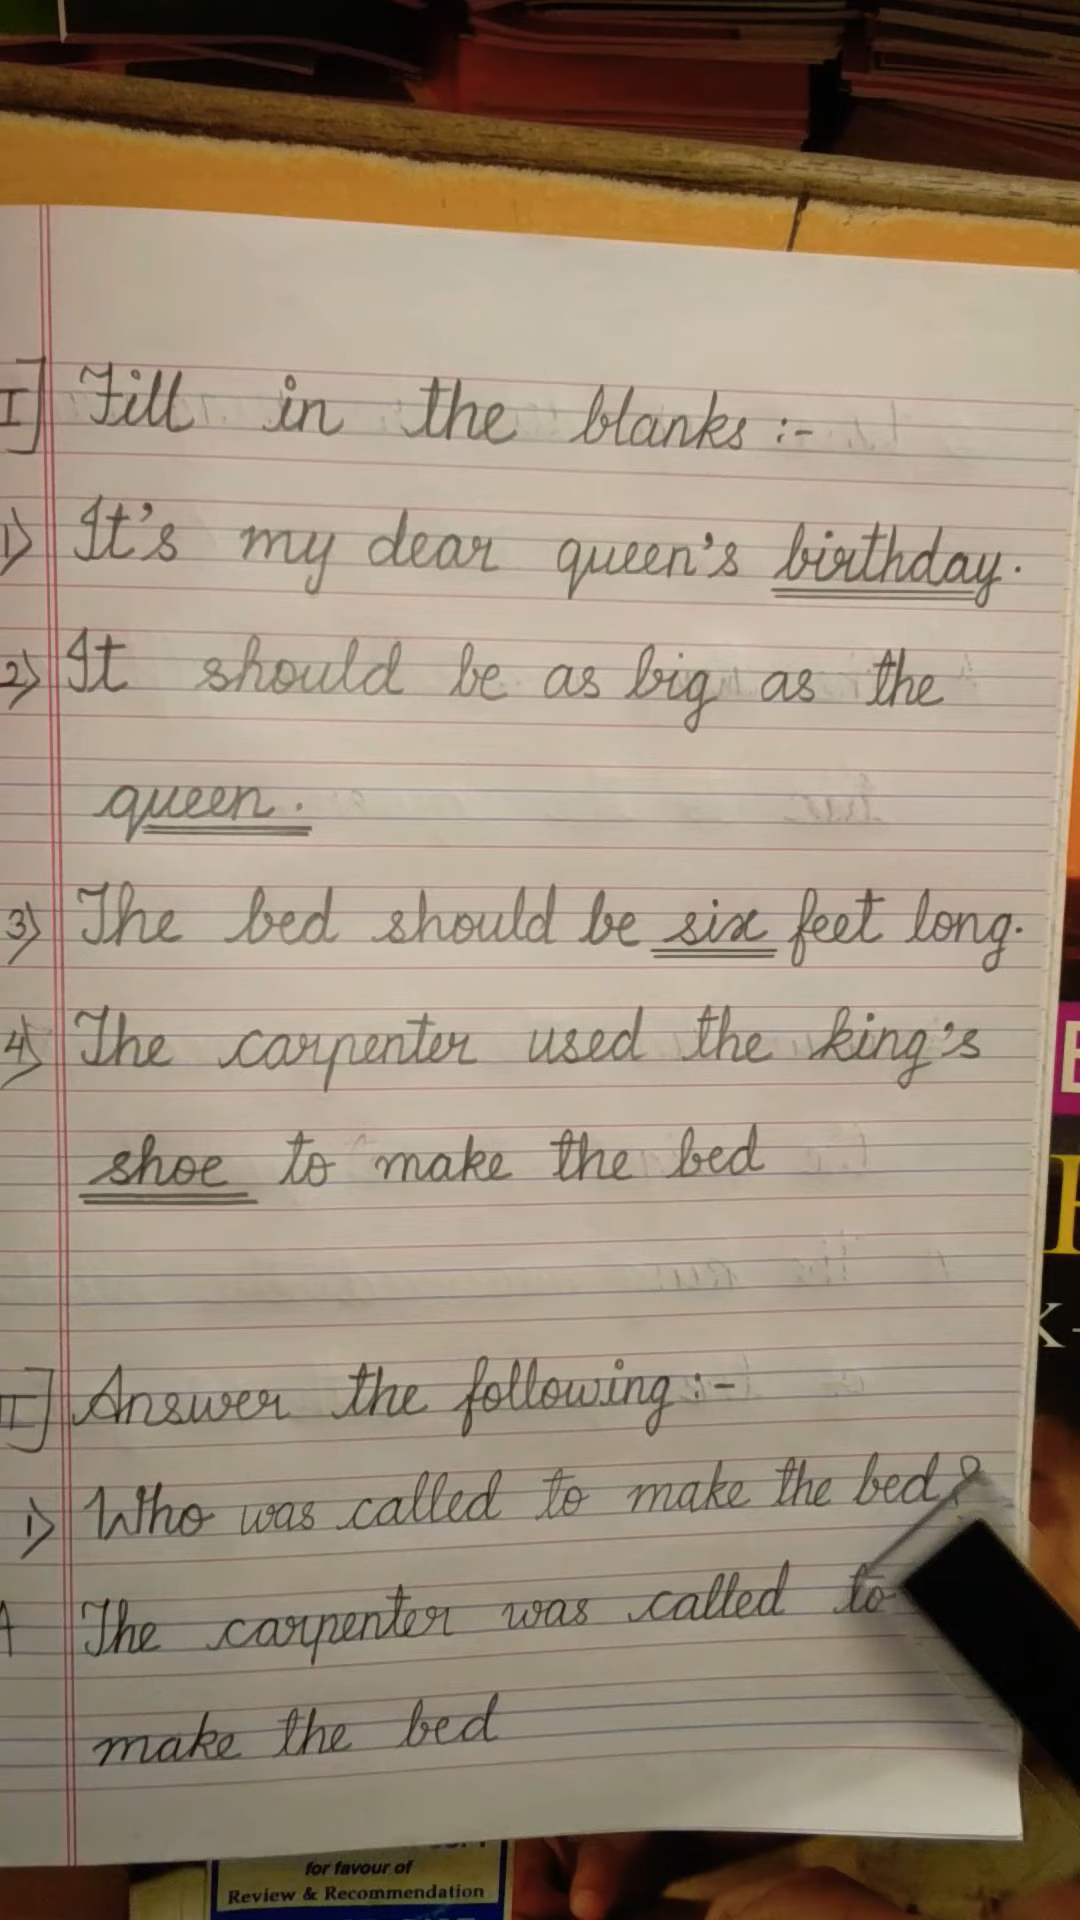 I] Fill in the blanks :-
1) It's my dear queen's birthday.
2) It should be as big as the
queen.
3) The bed should be six feet long.
4) The carpenter used the king's
shoe to make the bed
II] Answer the following :-
1) Who was called to make the bed?
A The carpenter was called to
make the bed
for favour of
Review & Recommendation